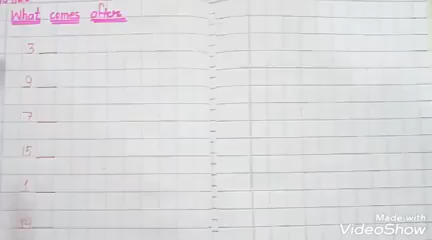 What comes after
3 __
9 __
7 __
15 __
1 __
Made with
VideoShow